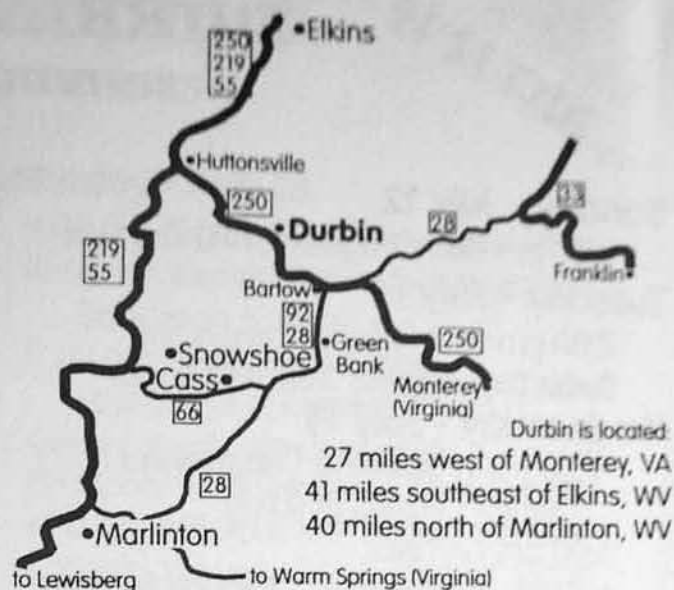 250
219
55
Elkins
Huttonsville
250
Durbin
28
33
219
55
Franklin
Bartow
92
28
Green
Bank
250
Snowshoe
Cass
66
Monterey
(Virginia)
Durbin is located:
27 miles west of Monterey, VA
41 miles southeast of Elkins, WV
40 miles north of Marlinton, WV
28
Marlinton
to Lewisberg
to Warm Springs (Virginia)